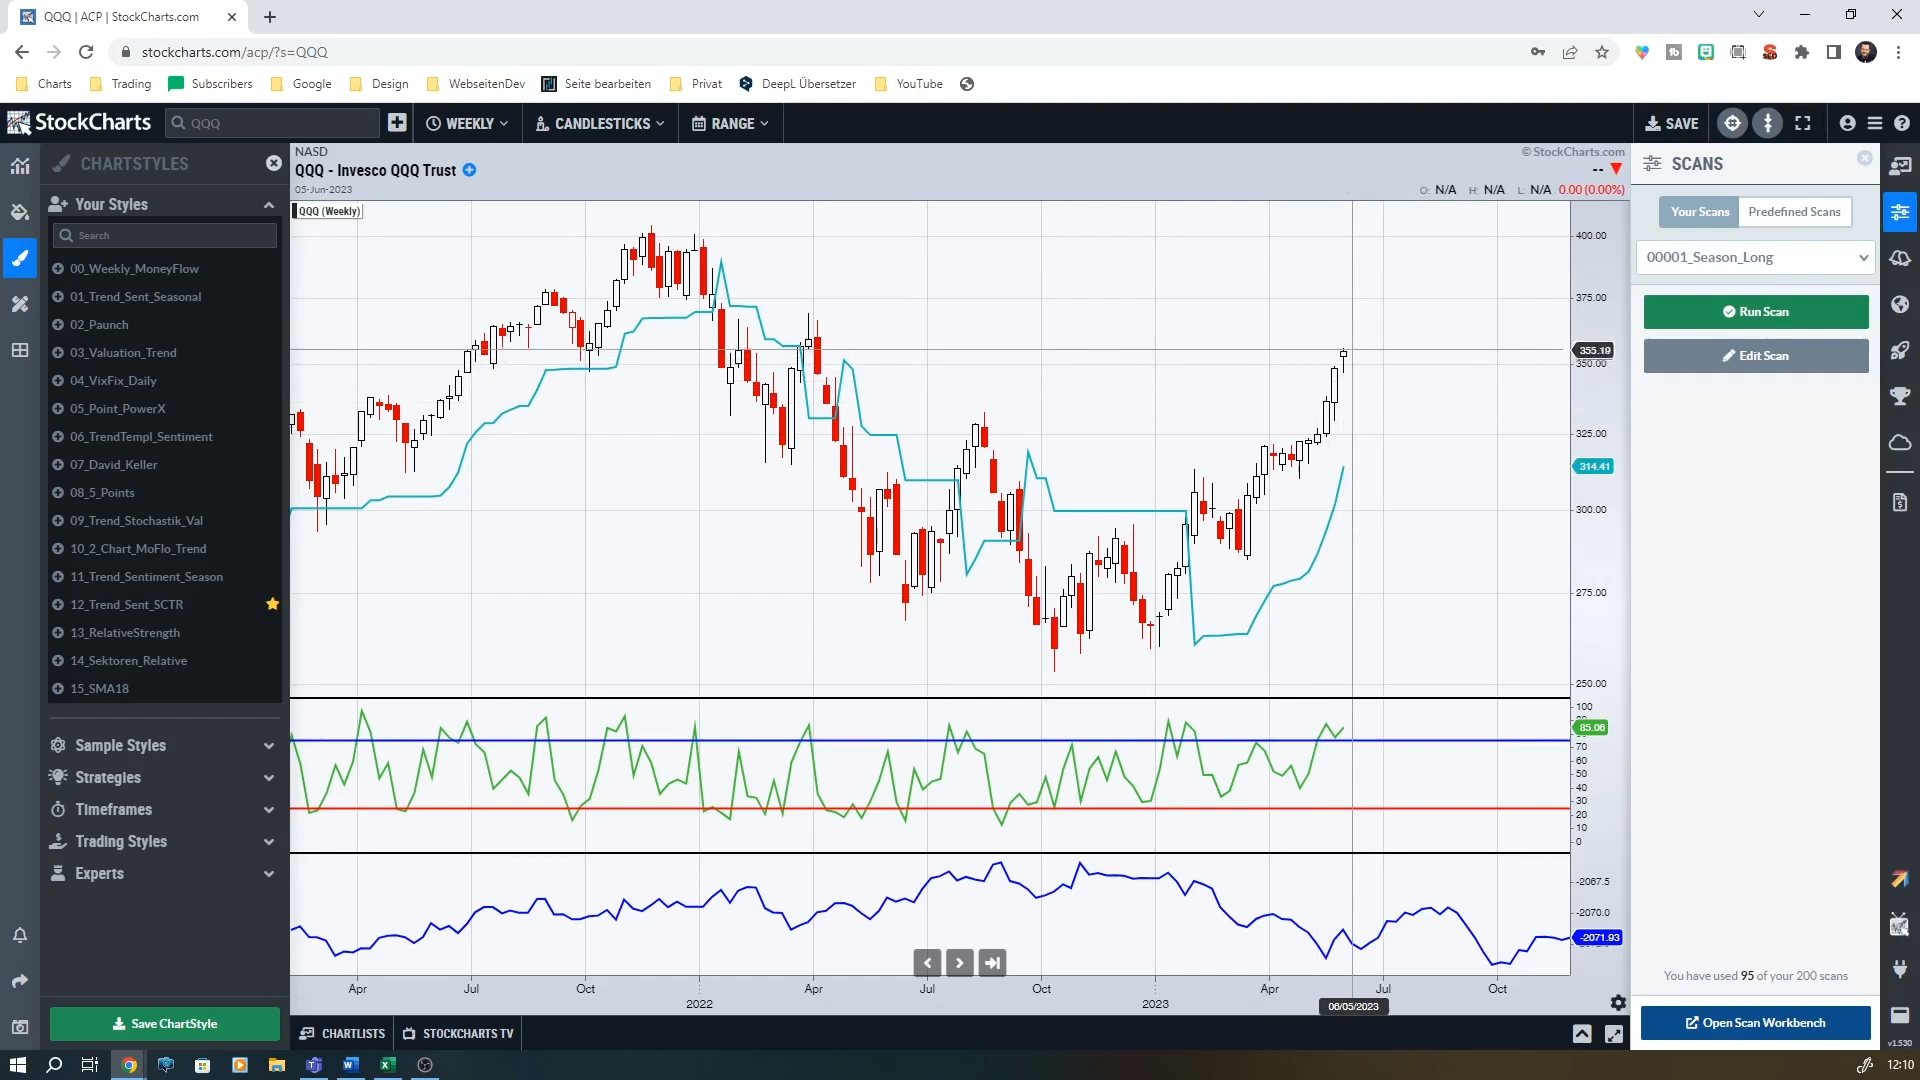 QQQ | ACP | StockCharts.com
stockcharts.com/acp/?s=QQQ
Charts Trading Subscribers Google Design WebseitenDev Seite bearbeiten Privat DeepL Übersetzer YouTube
StockCharts QQQ WEEKLY CANDLESTICKS RANGE SAVE
CHARTSTYLES
Your Styles
Search
00_Weekly_MoneyFlow
01_Trend_Sent_Seasonal
02_Paunch
03_Valuation_Trend
04_VixFix_Daily
05_Point_PowerX
06_TrendTempl_Sentiment
07_David_Keller
08_5_Points
09_Trend_Stochastik_Val
10_2_Chart_MoFlo_Trend
11_Trend_Sentiment_Season
12_Trend_Sent_SCTR
13_RelativeStrength
14_Sektoren_Relative
15_SMA18
Sample Styles
Strategies
Timeframes
Trading Styles
Experts
Save ChartStyle
NASD
© StockCharts.com
QQQ - Invesco QQQ Trust
--
05-Jun-2023
O: N/A H: N/A L: N/A 0.00 (0.00%)
QQQ (Weekly)
400.00
375.00
355.19
350.00
325.00
314.41
300.00
275.00
250.00
100
85.06
70
60
50
40
30
20
10
0
-2067.5
-2070.0
-2071.93
Apr Jul Oct 2022 Apr Jul Oct 2023 Apr Jul Oct
06/05/2023
CHARTLISTS STOCKCHARTS TV
SCANS
Your Scans Predefined Scans
00001_Season_Long
Run Scan
Edit Scan
You have used 95 of your 200 scans
Open Scan Workbench
v1.530
12:10